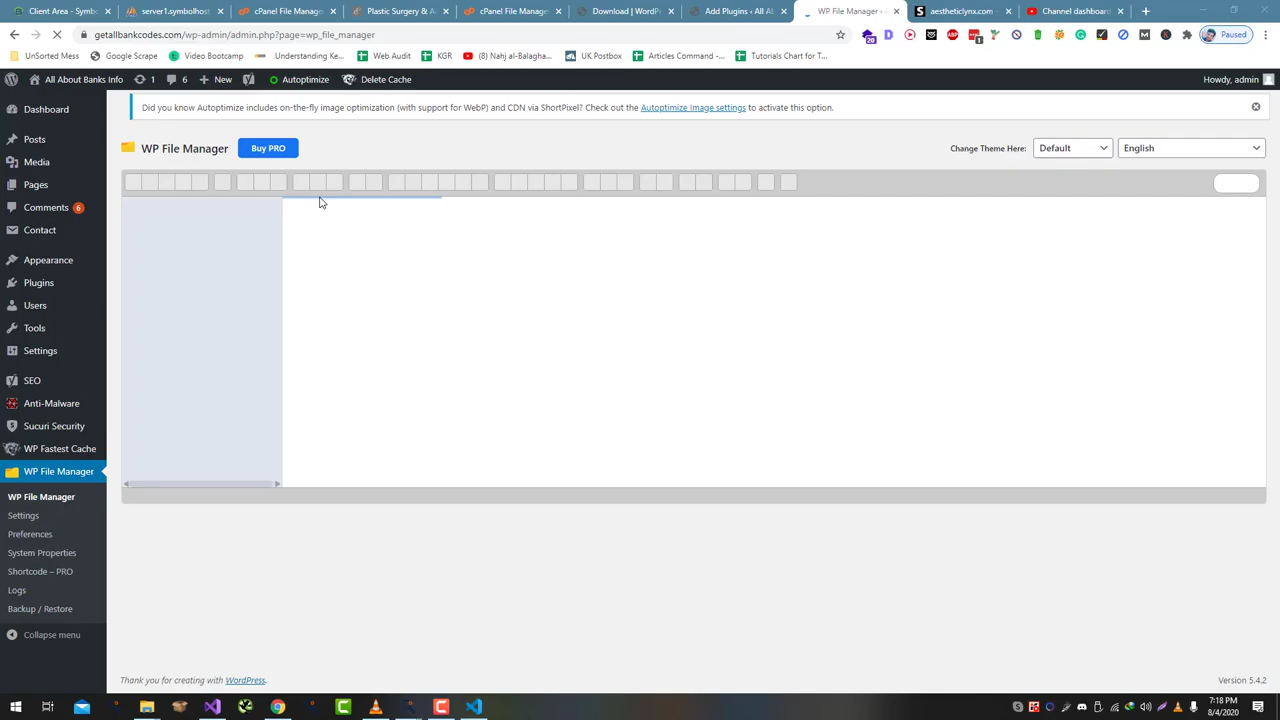 Client Area - Symbo
server1.symbolhost
cPanel File Manage
Plastic Surgery & A
cPanel File Manage
Download | WordP
Add Plugins ‹ All Ab
WP File Manager ‹ A
aestheticlynx.com
Channel dashboard
getallbankcodes.com/wp-admin/admin.php?page=wp_file_manager
20
1
Paused
UnSorted Mess
Google Scrape
Video Bootcamp
Understanding Ke...
Web Audit
KGR
(8) Nahj al-Balagha...
UK Postbox
Articles Command -...
Tutorials Chart for T...
All About Banks Info
1
6
New
Autoptimize
Delete Cache
Howdy, admin
Did you know Autoptimize includes on-the-fly image optimization (with support for WebP) and CDN via ShortPixel? Check out the Autoptimize Image settings to activate this option.
WP File Manager
Buy PRO
Change Theme Here:
Default
English
Dashboard
Posts
Media
Pages
Comments 6
Contact
Appearance
Plugins
Users
Tools
Settings
SEO
Anti-Malware
Sucuri Security
WP Fastest Cache
WP File Manager
WP File Manager
Settings
Preferences
System Properties
Shortcode – PRO
Logs
Backup / Restore
Collapse menu
Thank you for creating with WordPress.
Version 5.4.2
7:18 PM
8/4/2020